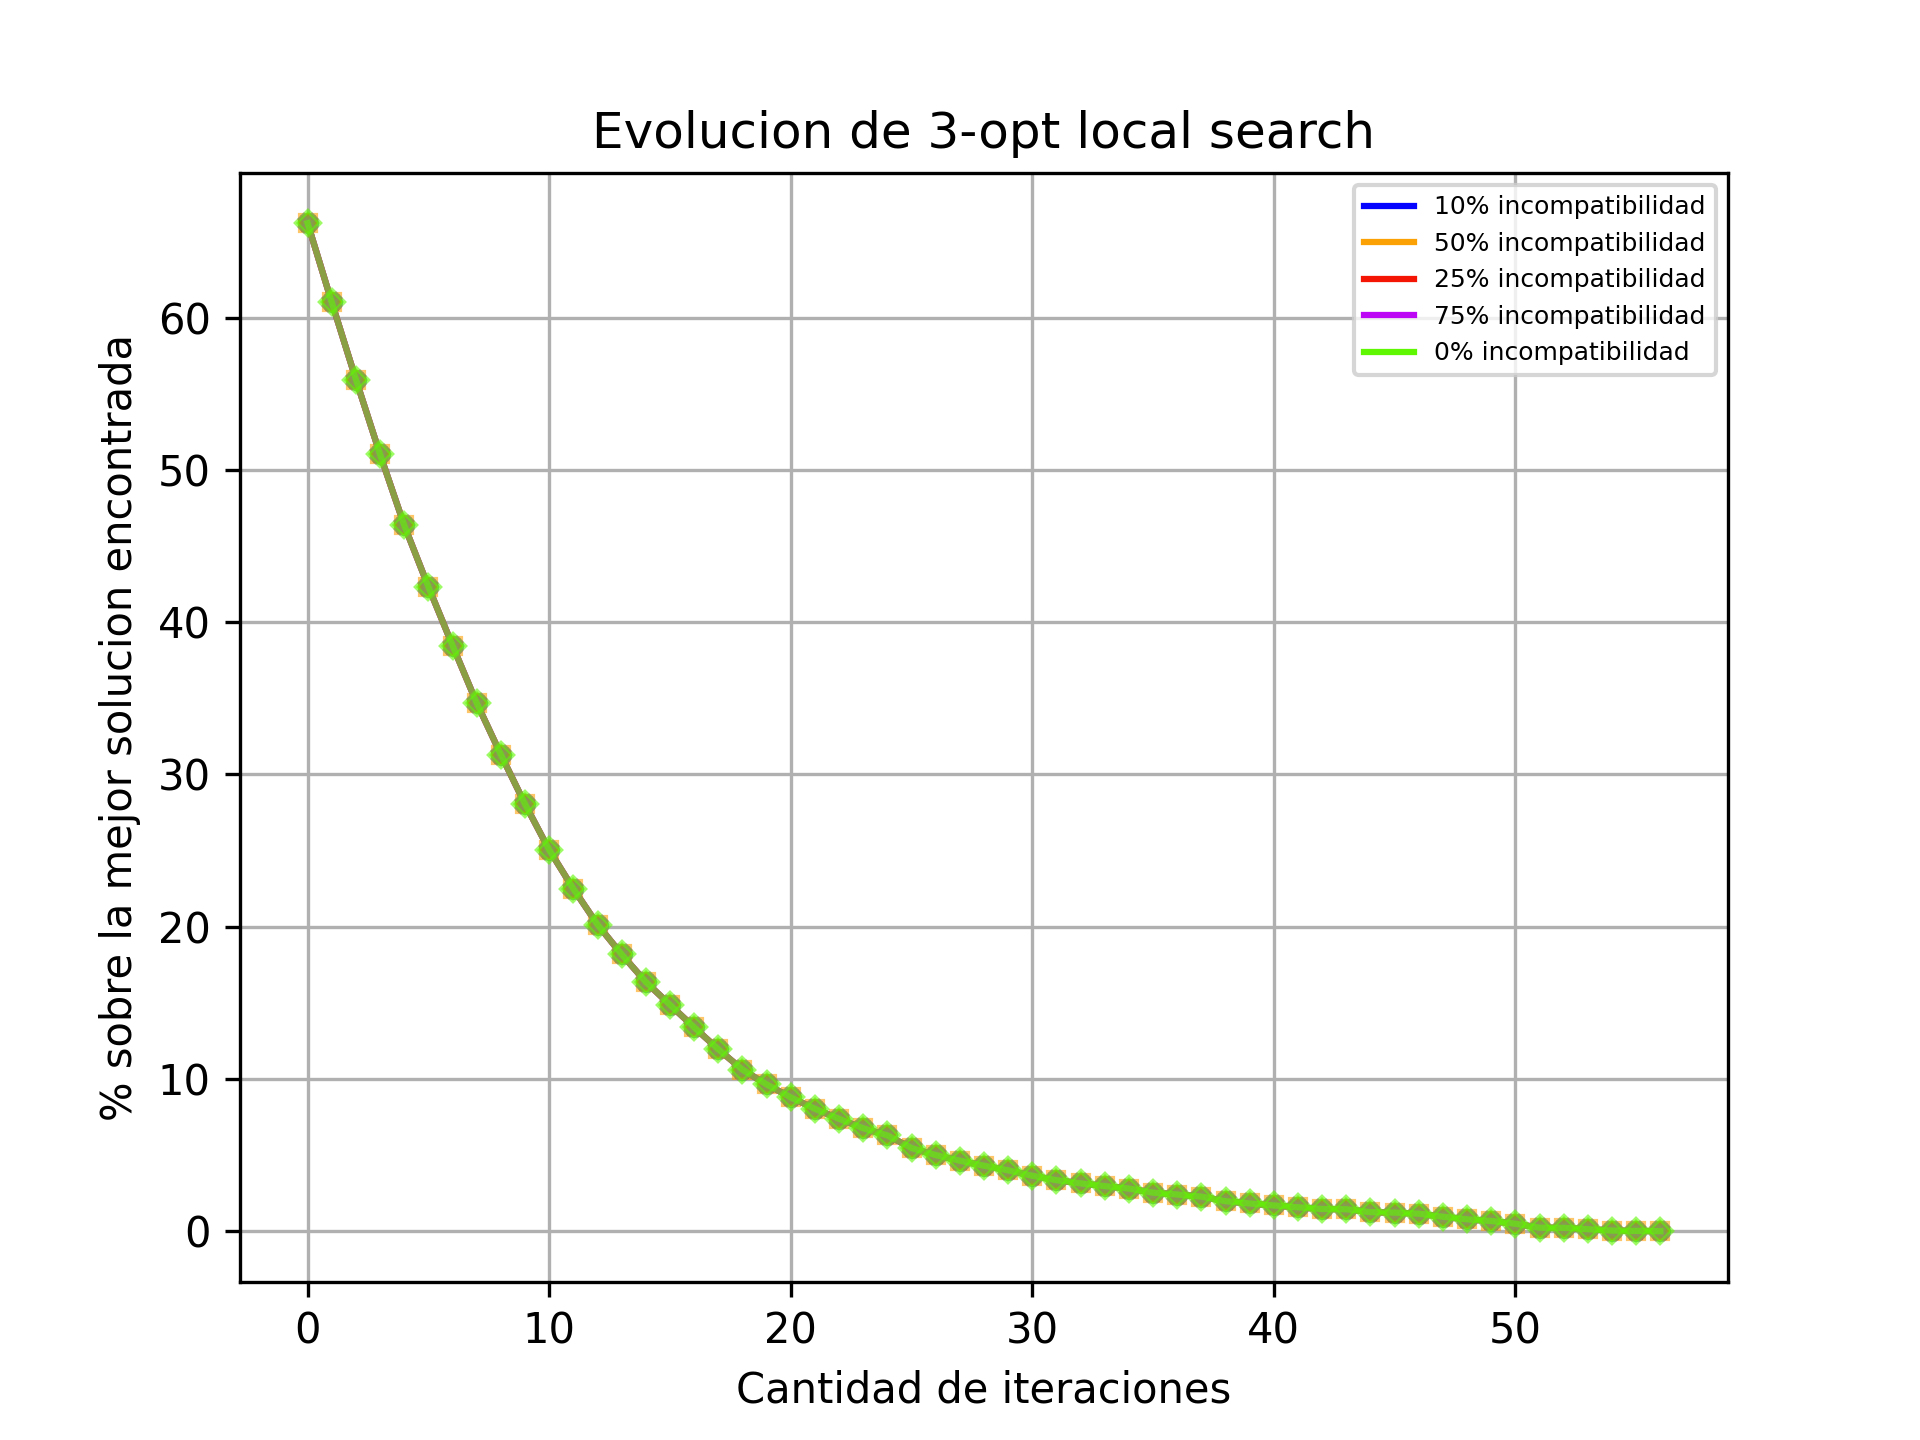 Evolucion de 3-opt local search
10% incompatibilidad
50% incompatibilidad
25% incompatibilidad
75% incompatibilidad
0% incompatibilidad
% sobre la mejor solucion encontrada
60
50
40
30
20
10
0
0 10 20 30 40 50
Cantidad de iteraciones